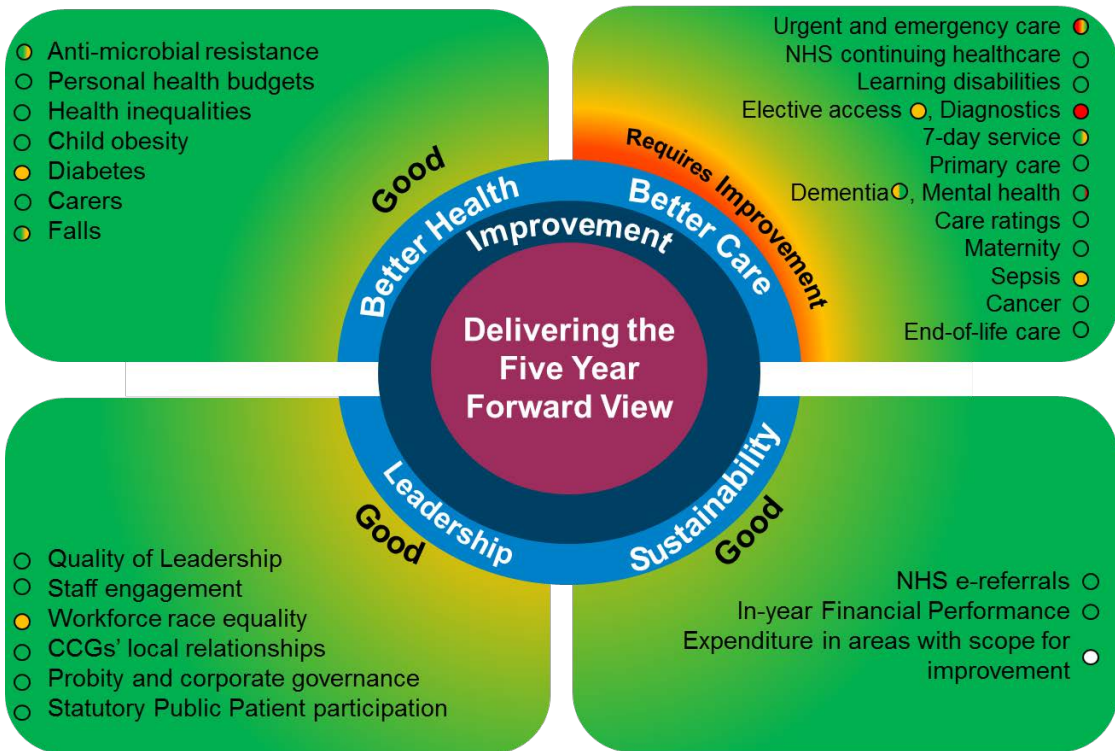 Anti-microbial resistance
Personal health budgets
Health inequalities
Child obesity
Diabetes
Carers
Falls
Good
Better Health
Urgent and emergency care
NHS continuing healthcare
Learning disabilities
Elective access , Diagnostics
7-day service
Primary care
Dementia , Mental health
Care ratings
Maternity
Sepsis
Cancer
End-of-life care
Requires Improvement
Better Care
Improvement
Delivering the
Five Year
Forward View
Leadership
Good
Quality of Leadership
Staff engagement
Workforce race equality
CCGs' local relationships
Probity and corporate governance
Statutory Public Patient participation
Sustainability
Good
NHS e-referrals
In-year Financial Performance
Expenditure in areas with scope for
improvement